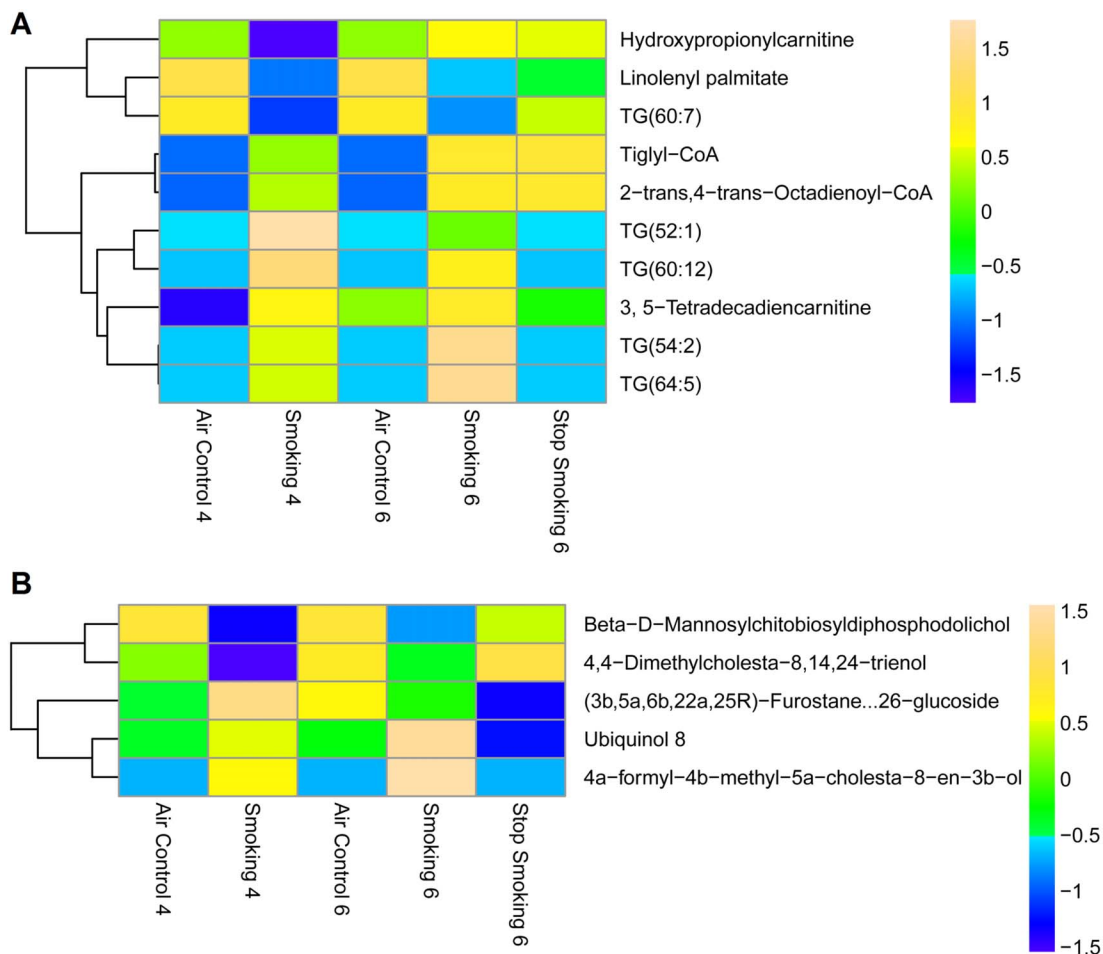 A
Hydroxypropionylcarnitine
Linolenyl palmitate
TG(60:7)
Tiglyl−CoA
2−trans,4−trans−Octadienoyl−CoA
TG(52:1)
TG(60:12)
3, 5−Tetradecadiencarnitine
TG(54:2)
TG(64:5)
1.5
1
0.5
0
−0.5
−1
−1.5
Air Control 4
Smoking 4
Air Control 6
Smoking 6
Stop Smoking 6
B
Beta−D−Mannosylchitobiosyldiphosphodolichol
4,4−Dimethylcholesta−8,14,24−trienol
(3b,5a,6b,22a,25R)−Furostane...26−glucoside
Ubiquinol 8
4a−formyl−4b−methyl−5a−cholesta−8−en−3b−ol
1.5
1
0.5
0
−0.5
−1
−1.5
Air Control 4
Smoking 4
Air Control 6
Smoking 6
Stop Smoking 6